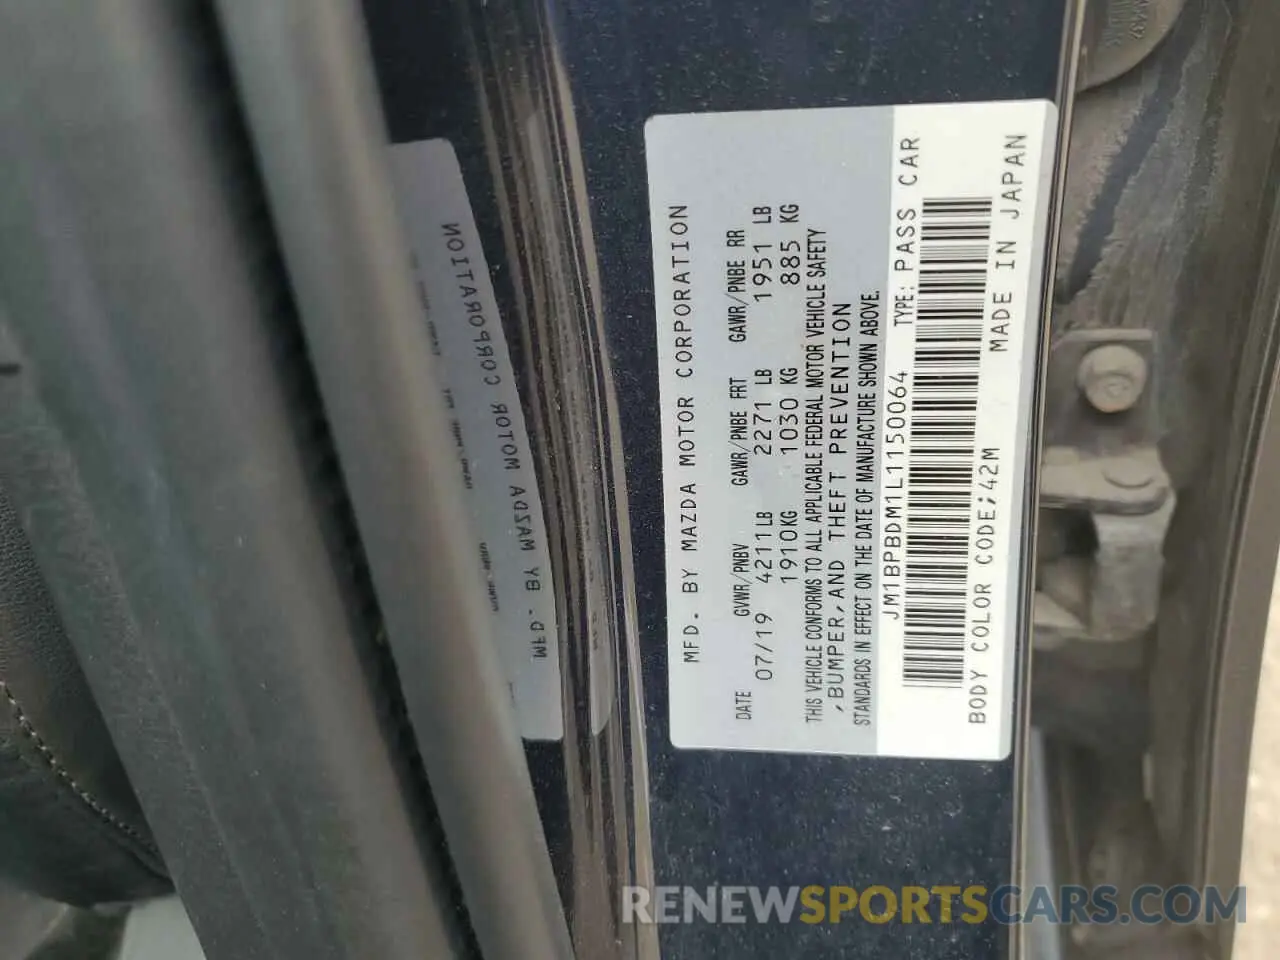 MFD. BY MAZDA MOTOR CORPORATION
DATE GVWR/PNBV GAWR/PNBE FRT GAWR/PNBE RR
07/19 4211LB 2271 LB 1951 LB
1910KG 1030 KG 885 KG
THIS VEHICLE CONFORMS TO ALL APPLICABLE FEDERAL MOTOR VEHICLE SAFETY
,BUMPER,AND THEFT PREVENTION
STANDARDS IN EFFECT ON THE DATE OF MANUFACTURE SHOWN ABOVE.
JM1BPBDM1L1150064 TYPE: PASS CAR
BODY COLOR CODE;42M MADE IN JAPAN
MFD. BY MAZDA MOTOR CORPORATION
RENEWSPORTSCARS.COM